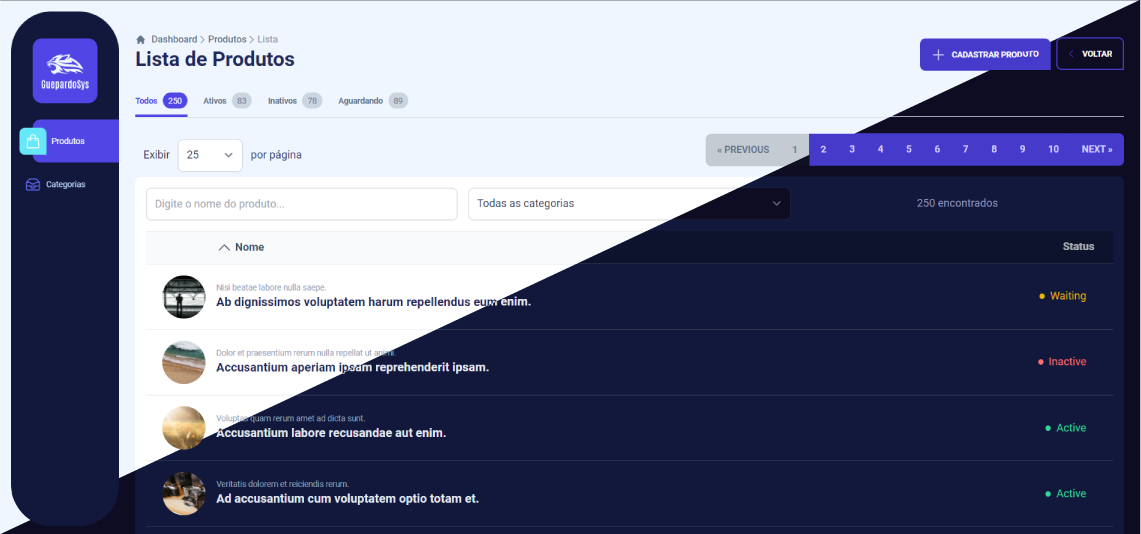 GuepardoSys
Produtos
Categorias
Dashboard > Produtos > Lista
Lista de Produtos
CADASTRAR PRODUTO
VOLTAR
Todos 250 Ativos 83 Inativos 78 Aguardando 89
Exibir 25 por página
« PREVIOUS 1 2 3 4 5 6 7 8 9 10 NEXT »
Digite o nome do produto...
Todas as categorias
250 encontrados
Nome Status
Nisi beatae labore nulla saepe.
Ab dignissimos voluptatem harum repellendus eum enim.
Waiting
Dolor et praesentium rerum nulla repellat ut animi.
Accusantium aperiam ipsam reprehenderit ipsam.
Inactive
Voluptas quam rerum amet ad dicta sunt.
Accusantium labore recusandae aut enim.
Active
Veritatis dolorem et reiciendis rerum.
Ad accusantium cum voluptatem optio totam et.
Active